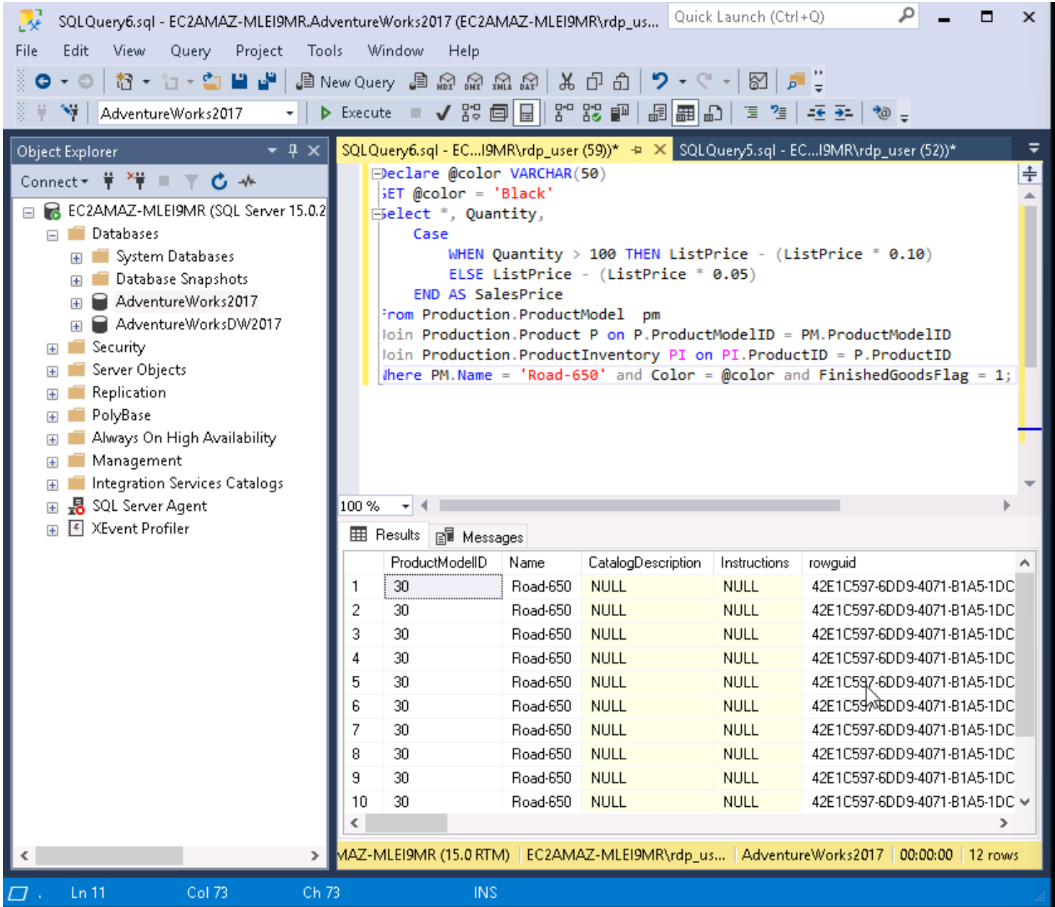 SQLQuery6.sql - EC2AMAZ-MLEI9MR.AdventureWorks2017 (EC2AMAZ-MLEI9MR\rdp_us... Quick Launch (Ctrl+Q)
File Edit View Query Project Tools Window Help
New Query MDX DMX XMLA DAX
AdventureWorks2017 Execute
Object Explorer
Connect
EC2AMAZ-MLEI9MR (SQL Server 15.0.2
Databases
System Databases
Database Snapshots
AdventureWorks2017
AdventureWorksDW2017
Security
Server Objects
Replication
PolyBase
Always On High Availability
Management
Integration Services Catalogs
SQL Server Agent
XEvent Profiler
SQLQuery6.sql - EC...I9MR\rdp_user (59))* SQLQuery5.sql - EC...I9MR\rdp_user (52))*
Declare @color VARCHAR(50)
SET @color = 'Black'
Select *, Quantity,
Case
WHEN Quantity > 100 THEN ListPrice - (ListPrice * 0.10)
ELSE ListPrice - (ListPrice * 0.05)
END AS SalesPrice
From Production.ProductModel pm
Join Production.Product P on P.ProductModelID = PM.ProductModelID
Join Production.ProductInventory PI on PI.ProductID = P.ProductID
Where PM.Name = 'Road-650' and Color = @color and FinishedGoodsFlag = 1;
100 %
Results Messages
ProductModelID Name CatalogDescription Instructions rowguid
1 30 Road-650 NULL NULL 42E1C597-6DD9-4071-B1A5-1DC
2 30 Road-650 NULL NULL 42E1C597-6DD9-4071-B1A5-1DC
3 30 Road-650 NULL NULL 42E1C597-6DD9-4071-B1A5-1DC
4 30 Road-650 NULL NULL 42E1C597-6DD9-4071-B1A5-1DC
5 30 Road-650 NULL NULL 42E1C597-6DD9-4071-B1A5-1DC
6 30 Road-650 NULL NULL 42E1C597-6DD9-4071-B1A5-1DC
7 30 Road-650 NULL NULL 42E1C597-6DD9-4071-B1A5-1DC
8 30 Road-650 NULL NULL 42E1C597-6DD9-4071-B1A5-1DC
9 30 Road-650 NULL NULL 42E1C597-6DD9-4071-B1A5-1DC
10 30 Road-650 NULL NULL 42E1C597-6DD9-4071-B1A5-1DC
MAZ-MLEI9MR (15.0 RTM) EC2AMAZ-MLEI9MR\rdp_us... AdventureWorks2017 00:00:00 12 rows
Ln 11 Col 73 Ch 73 INS